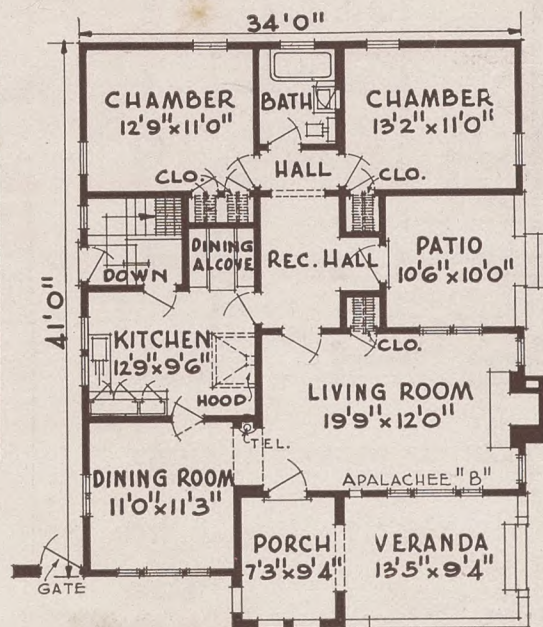 34'0"
CHAMBER
12'9"x11'0"
BATH
CHAMBER
13'2"x11'0"
HALL
CLO.
CLO.
DINING
ALCOVE
REC. HALL
PATIO
10'6"x10'0"
DOWN
41'0"
KITCHEN
12'9"x9'6"
HOOD
CLO.
LIVING ROOM
19'9"x12'0"
TEL.
DINING ROOM
11'0"x11'3"
APALACHEE "B"
PORCH
7'3"x9'4"
VERANDA
13'5"x9'4"
GATE